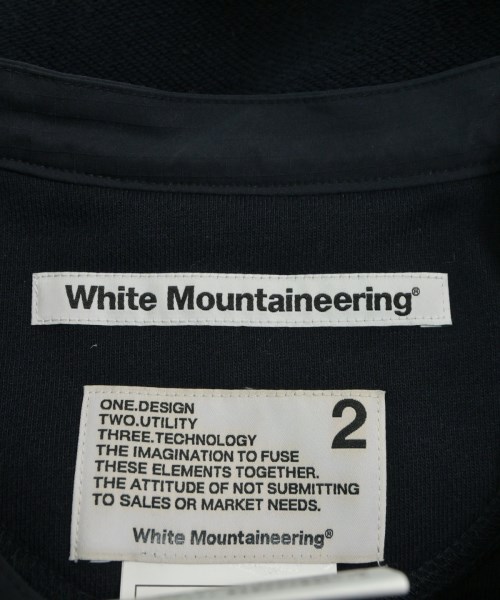 White Mountaineering®
2
ONE.DESIGN
TWO.UTILITY
THREE.TECHNOLOGY
THE IMAGINATION TO FUSE
THESE ELEMENTS TOGETHER.
THE ATTITUDE OF NOT SUBMITTING
TO SALES OR MARKET NEEDS.
White Mountaineering®